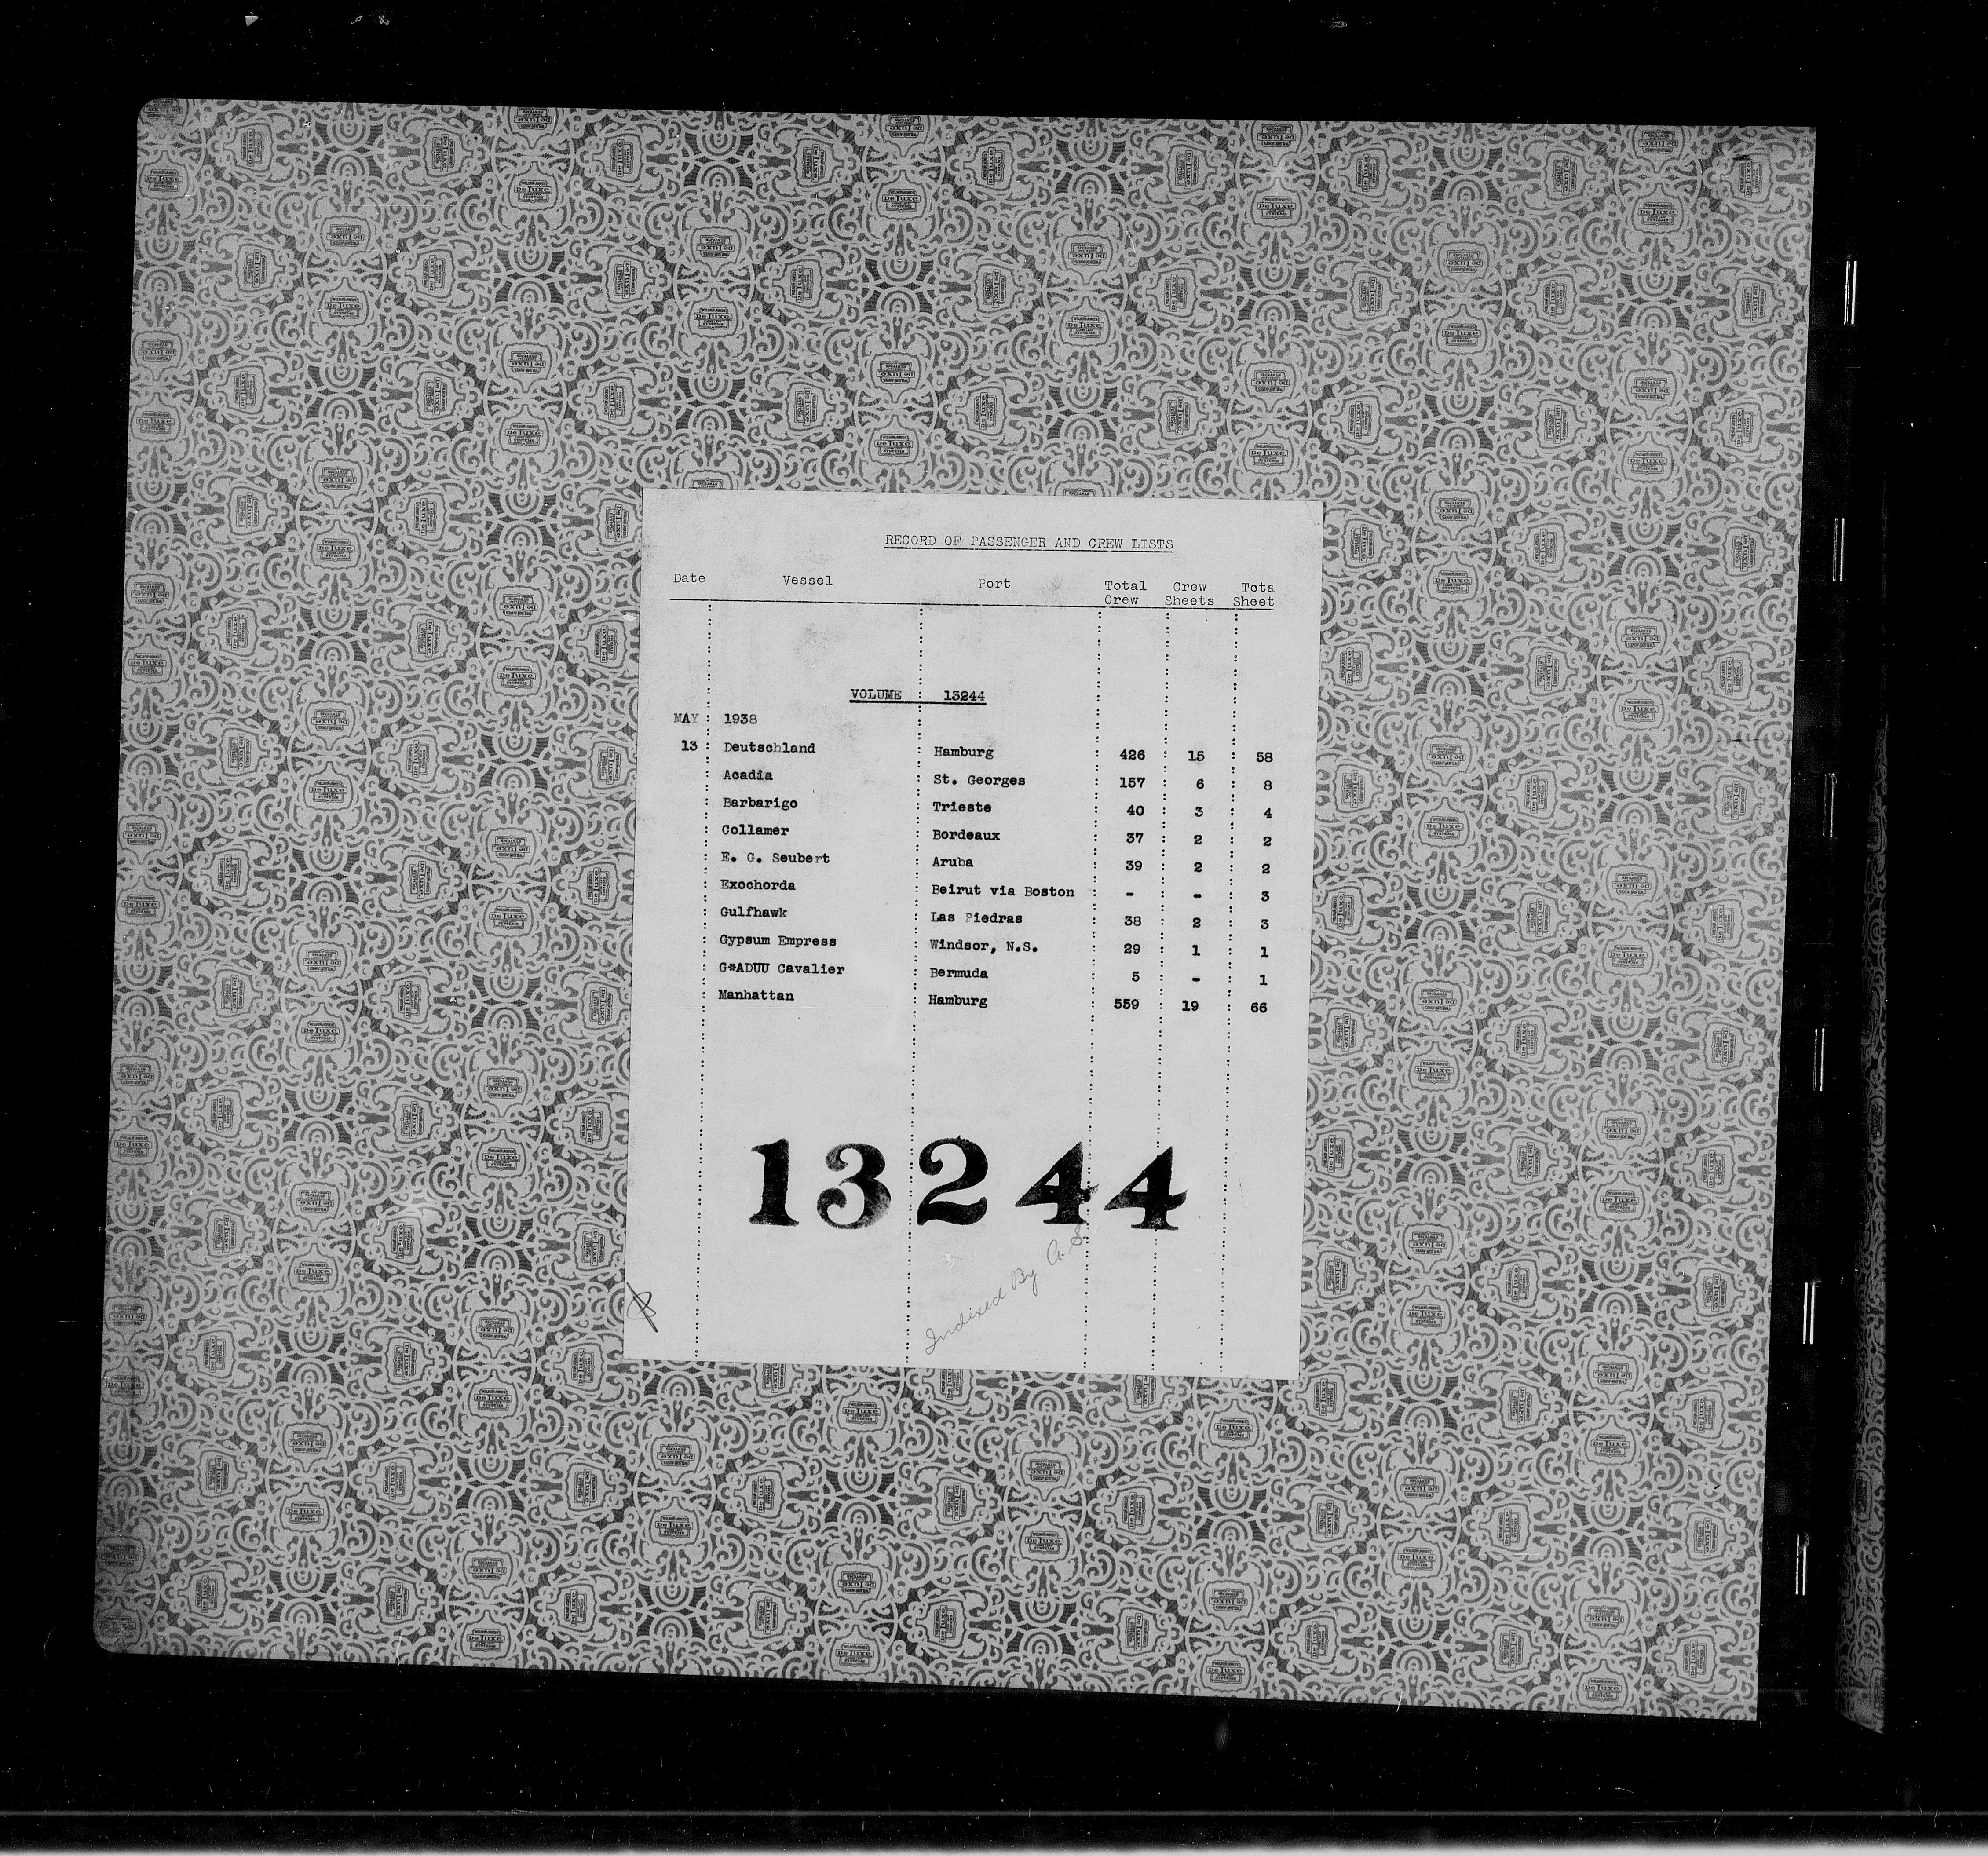 RECORD OF PASSENGER AND CREW LISTS
Date Vessel Port Total Crew Tota
Crew Sheets Sheet
VOLUME : 13244
MAY : 1938
13 : Deutschland : Hamburg : 426 : 15 : 58
: Acadia : St. Georges : 157 : 6 : 8
: Barbarigo : Trieste : 40 : 3 : 4
: Collamer : Bordeaux : 37 : 2 : 2
: E. G. Seubert : Aruba : 39 : 2 : 2
: Exochorda : Beirut via Boston : - : - : 3
: Gulfhawk : Las Piedras : 38 : 2 : 3
: Gypsum Empress : Windsor, N.S. : 29 : 1 : 1
: G*ADUU Cavalier : Bermuda : 5 : - : 1
: Manhattan : Hamburg : 559 : 19 : 66
13244
Indexed By A.
De Luxe